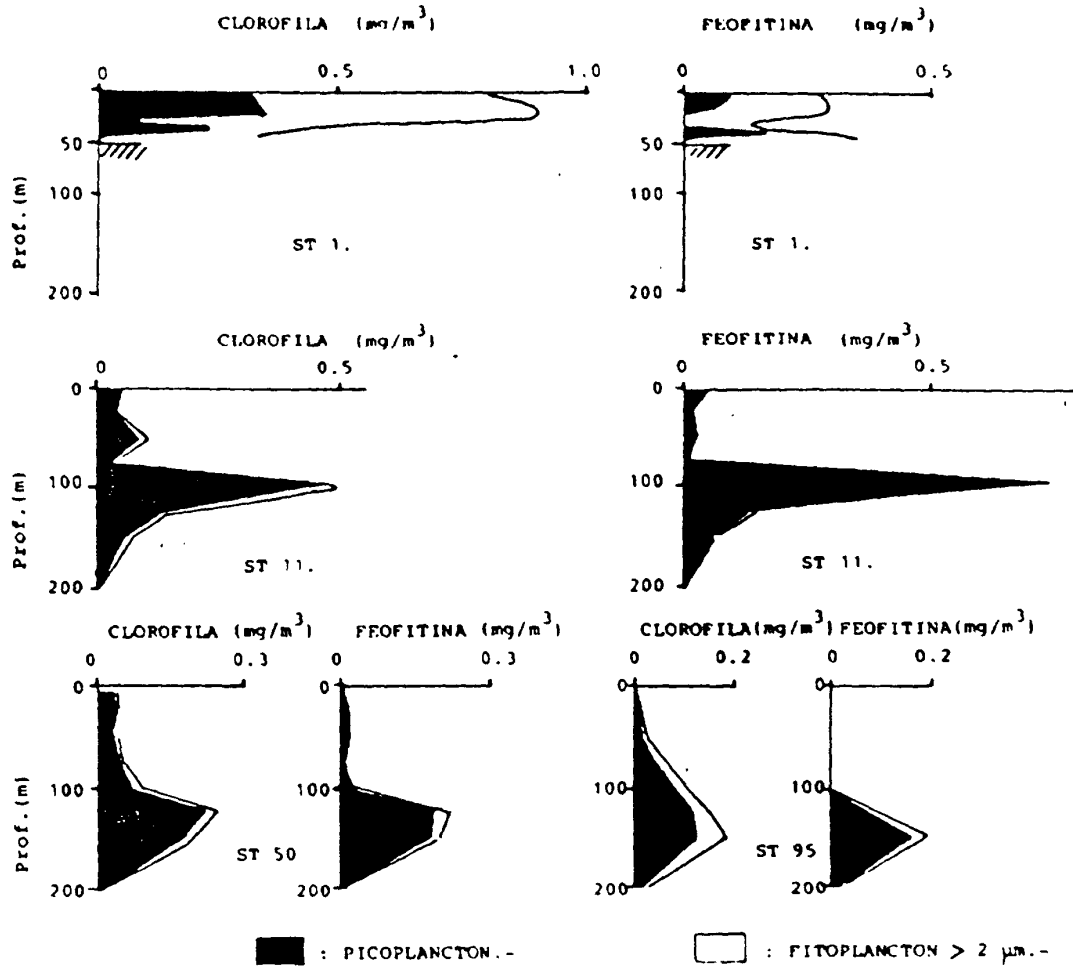 CLOROFILA (mg/m³)
FEOFITINA (mg/m³)
0 0.5 1.0
0 0.5
50
100
200
Prof.(m)
ST 1.
50
100
200
ST 1.
CLOROFILA (mg/m³)
FEOFITINA (mg/m³)
0 0.5
0 0.5
0
100
200
Prof.(m)
ST 11.
0
100
200
ST 11.
CLOROFILA (mg/m³) FEOFITINA (mg/m³)
CLOROFILA(mg/m³) FEOFITINA(mg/m³)
0 0.3
0 0.3
0 0.2
0 0.2
0
100
200
Prof.(m)
0
100
200
ST 50
0
100
200
0
100
200
ST 95
: PICOPLANCTON.-
: FITOPLANCTON > 2 µm.-